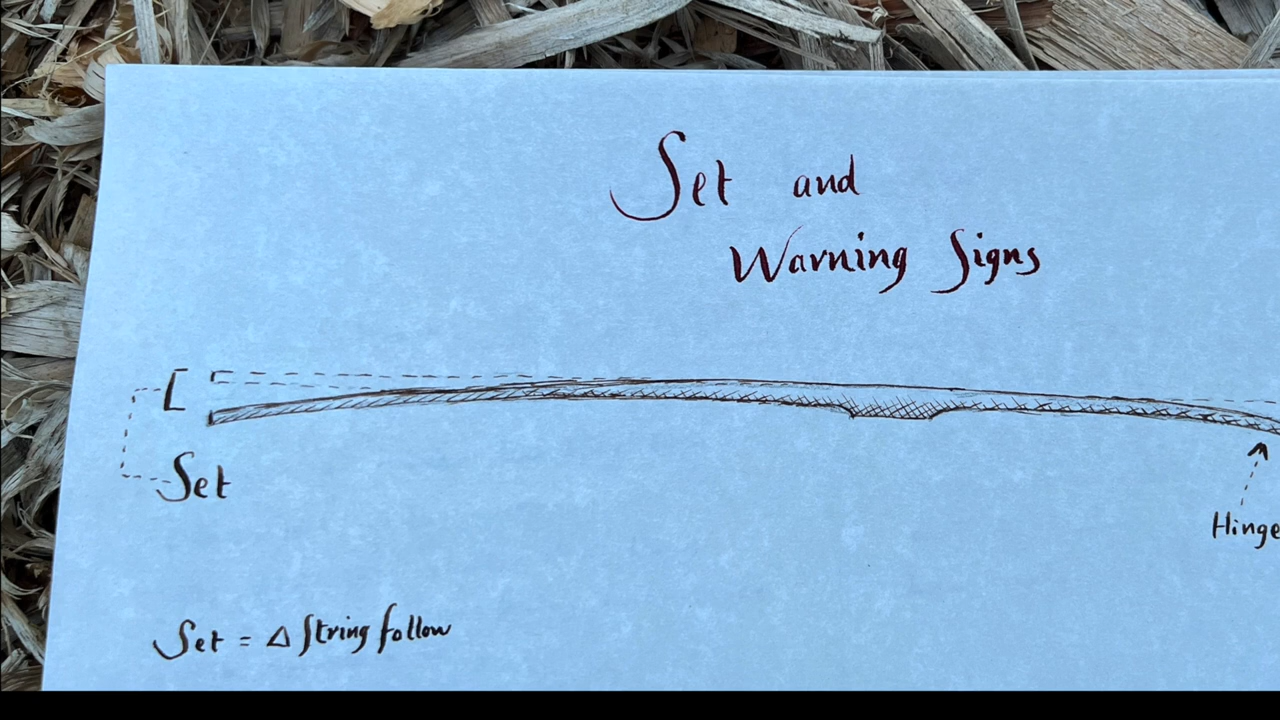 Set and
Warning Signs
Set
Hinge
Set = Δ String follow